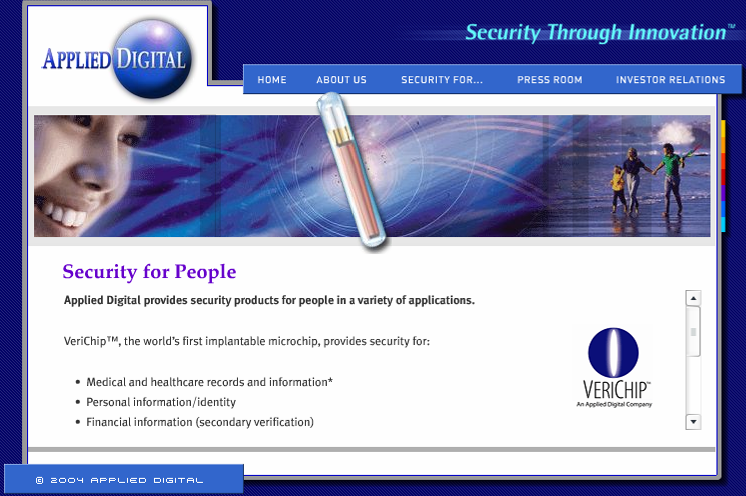 Security Through Innovation™
APPLIED DIGITAL
HOME ABOUT US SECURITY FOR... PRESS ROOM INVESTOR RELATIONS
Security for People
Applied Digital provides security products for people in a variety of applications.
VeriChip™, the world's first implantable microchip, provides security for:
• Medical and healthcare records and information*
• Personal information/identity
• Financial information (secondary verification)
VERICHIP™
An Applied Digital Company
© 2004 APPLIED DIGITAL